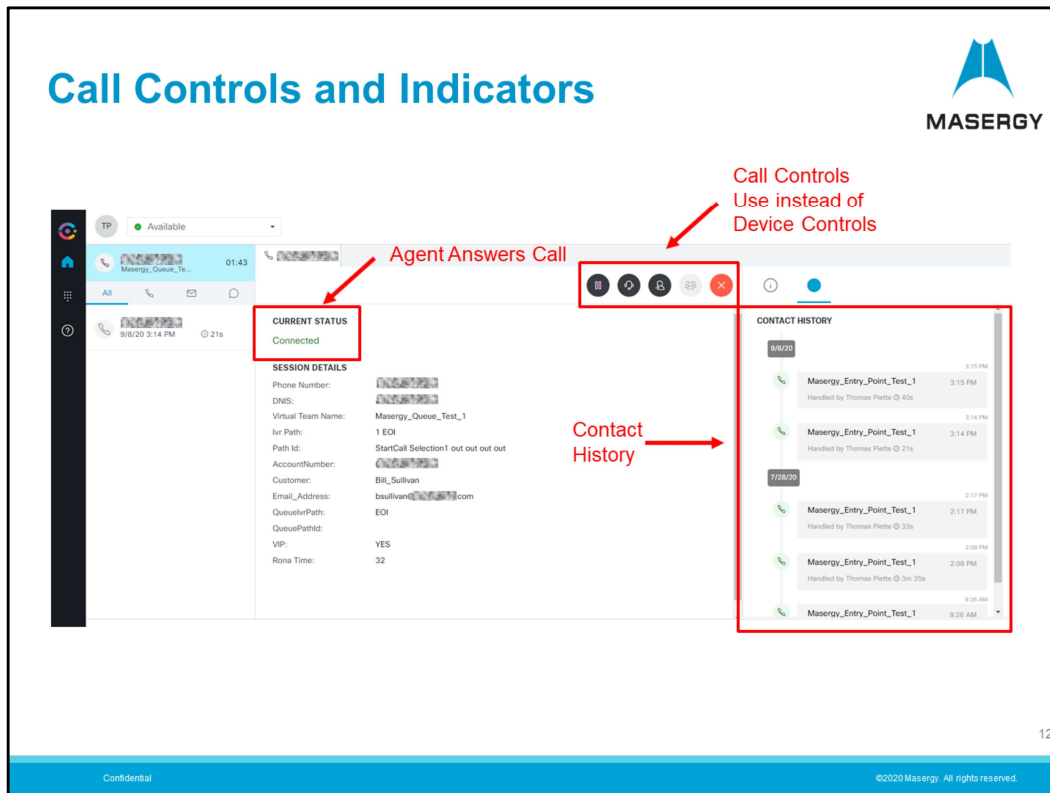 Call Controls and Indicators
MASERGY
Call Controls
Use instead of
Device Controls
Agent Answers Call
TP
Available
Masergy_Queue_Te...
01:43
All
9/8/20 3:14 PM
21s
CURRENT STATUS
Connected
SESSION DETAILS
Phone Number:
DNIS:
Virtual Team Name: Masergy_Queue_Test_1
Ivr Path: 1 EOI
Path Id: StartCall Selection1 out out out out
AccountNumber:
Customer: Bill_Sullivan
Email_Address: bsullivan@ com
QueueIvrPath: EOI
QueuePathId:
VIP: YES
Rona Time: 32
Contact
History
CONTACT HISTORY
9/8/20
3:15 PM
Masergy_Entry_Point_Test_1 3:15 PM
Handled by Thomas Piette 40s
3:14 PM
Masergy_Entry_Point_Test_1 3:14 PM
Handled by Thomas Piette 21s
7/28/20
2:17 PM
Masergy_Entry_Point_Test_1 2:17 PM
Handled by Thomas Piette 33s
2:08 PM
Masergy_Entry_Point_Test_1 2:08 PM
Handled by Thomas Piette 3m 35s
9:26 AM
Masergy_Entry_Point_Test_1 9:26 AM
12
Confidential
©2020 Masergy. All rights reserved.